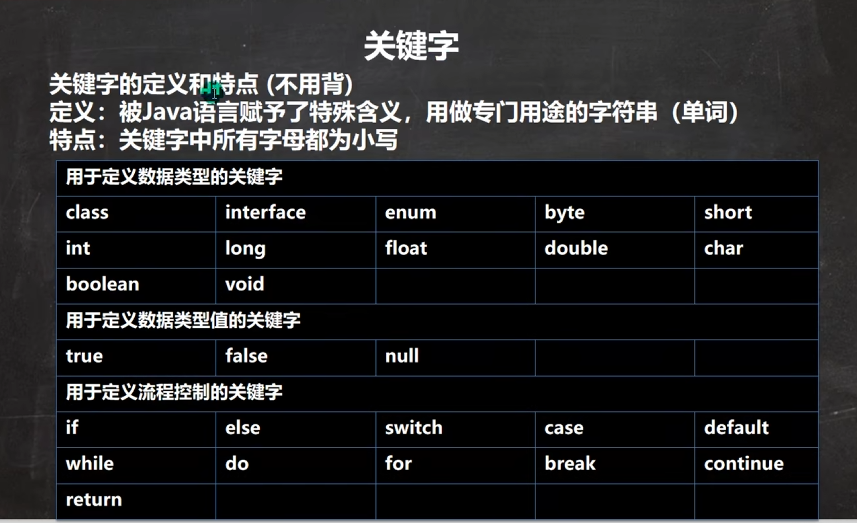 关键字
关键字的定义和特点 (不用背)
定义：被Java语言赋予了特殊含义，用做专门用途的字符串（单词）
特点：关键字中所有字母都为小写
用于定义数据类型的关键字
class interface enum byte short
int long float double char
boolean void
用于定义数据类型值的关键字
true false null
用于定义流程控制的关键字
if else switch case default
while do for break continue
return